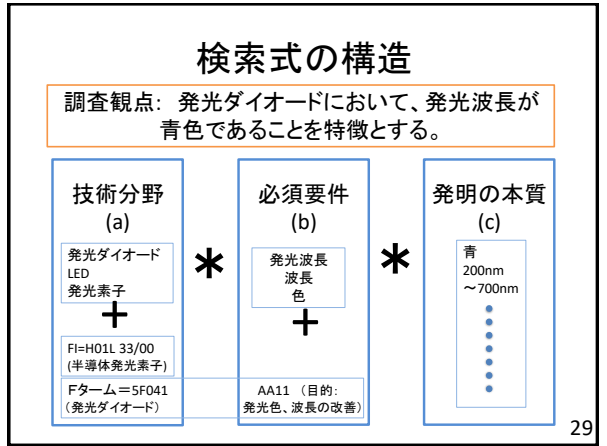 検索式の構造
調査観点: 発光ダイオードにおいて、発光波長が
青色であることを特徴とする。
技術分野
(a)
発光ダイオード
LED
発光素子
+
FI=H01L 33/00
(半導体発光素子)
Fターム=5F041
(発光ダイオード)
*
必須要件
(b)
発光波長
波長
色
+
AA11 (目的:
発光色、波長の改善)
*
発明の本質
(c)
青
200nm
~700nm
29